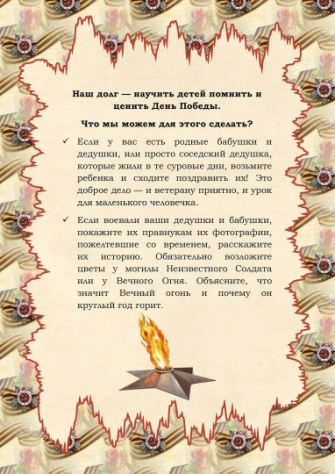 Наш долг — научить детей помнить и
ценить День Победы.
Что мы можем для этого сделать?
✓ Если у вас есть родные бабушки и
дедушки, или просто соседский дедушка,
которые жили в те суровые дни, возьмите
ребенка и сходите поздравить их! Это
доброе дело — и ветерану приятно, и урок
для маленького человечка.
✓ Если воевали ваши дедушки и бабушки,
покажите их правнукам их фотографии,
пожелтевшие со временем, расскажите
их историю. Обязательно возложите
цветы у могилы Неизвестного Солдата
или у Вечного Огня. Объясните, что
значит Вечный огонь и почему он
круглый год горит.